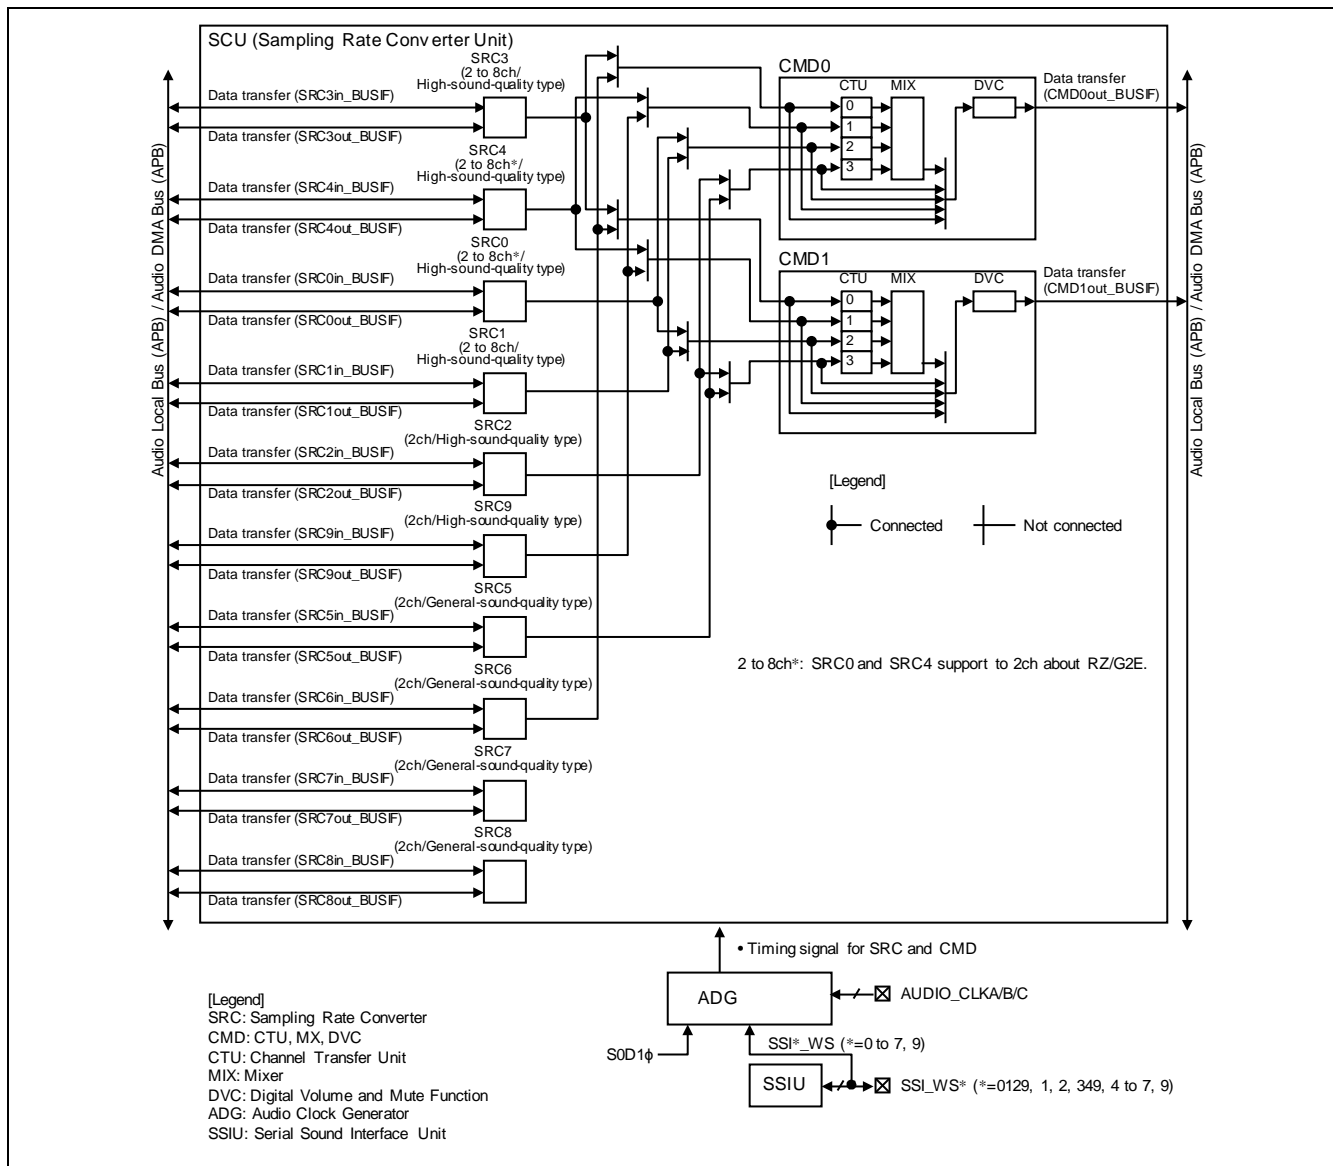 SCU (Sampling Rate Converter Unit)
SRC3
(2 to 8ch/
High-sound-quality type)
Data transfer (SRC3in_BUSIF)
Data transfer (SRC3out_BUSIF)
SRC4
(2 to 8ch*/
High-sound-quality type)
Data transfer (SRC4in_BUSIF)
Data transfer (SRC4out_BUSIF)
SRC0
(2 to 8ch*/
High-sound-quality type)
Data transfer (SRC0in_BUSIF)
Data transfer (SRC0out_BUSIF)
SRC1
(2 to 8ch/
High-sound-quality type)
Data transfer (SRC1in_BUSIF)
Data transfer (SRC1out_BUSIF)
SRC2
(2ch/High-sound-quality type)
Data transfer (SRC2in_BUSIF)
Data transfer (SRC2out_BUSIF)
SRC9
(2ch/High-sound-quality type)
Data transfer (SRC9in_BUSIF)
Data transfer (SRC9out_BUSIF)
SRC5
(2ch/General-sound-quality type)
Data transfer (SRC5in_BUSIF)
Data transfer (SRC5out_BUSIF)
SRC6
(2ch/General-sound-quality type)
Data transfer (SRC6in_BUSIF)
Data transfer (SRC6out_BUSIF)
SRC7
(2ch/General-sound-quality type)
Data transfer (SRC7in_BUSIF)
Data transfer (SRC7out_BUSIF)
SRC8
(2ch/General-sound-quality type)
Data transfer (SRC8in_BUSIF)
Data transfer (SRC8out_BUSIF)
Audio Local Bus (APB) / Audio DMA Bus (APB)
CMD0
CTU MIX DVC
0
1
2
3
Data transfer
(CMD0out_BUSIF)
CMD1
CTU MIX DVC
0
1
2
3
Data transfer
(CMD1out_BUSIF)
Audio Local Bus (APB) / Audio DMA Bus (APB)
[Legend]
Connected Not connected
2 to 8ch*: SRC0 and SRC4 support to 2ch about RZ/G2E.
• Timing signal for SRC and CMD
ADG
AUDIO_CLKA/B/C
S0D1ϕ
SSI*_WS (*=0 to 7, 9)
SSIU
SSI_WS* (*=0129, 1, 2, 349, 4 to 7, 9)
[Legend]
SRC: Sampling Rate Converter
CMD: CTU, MX, DVC
CTU: Channel Transfer Unit
MIX: Mixer
DVC: Digital Volume and Mute Function
ADG: Audio Clock Generator
SSIU: Serial Sound Interface Unit